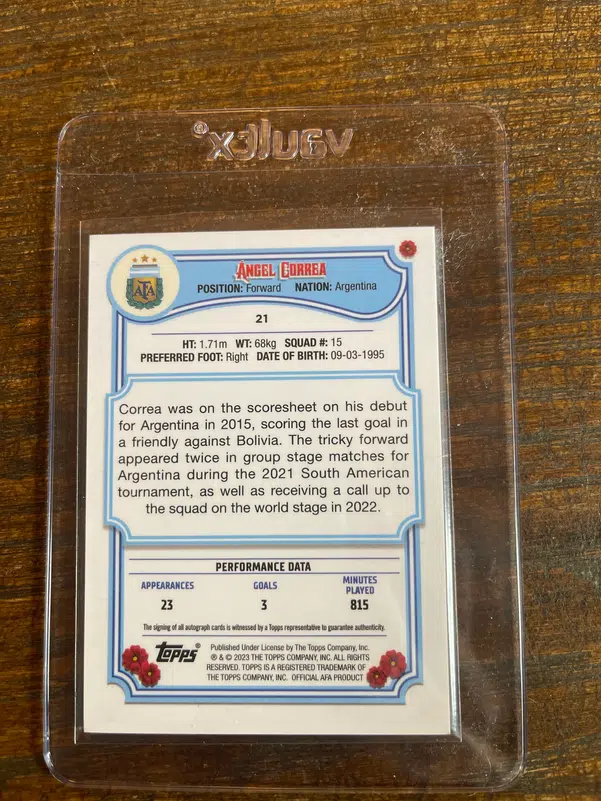 vaulteX®
AFA
ÁNGEL CORREA
POSITION: Forward NATION: Argentina
21
HT: 1.71m WT: 68kg SQUAD #: 15
PREFERRED FOOT: Right DATE OF BIRTH: 09-03-1995
Correa was on the scoresheet on his debut
for Argentina in 2015, scoring the last goal in
a friendly against Bolivia. The tricky forward
appeared twice in group stage matches for
Argentina during the 2021 South American
tournament, as well as receiving a call up to
the squad on the world stage in 2022.
PERFORMANCE DATA
APPEARANCES GOALS MINUTES PLAYED
23 3 815
The signing of all autograph cards is witnessed by a Topps representative to guarantee authenticity.
Topps®
Published Under License by The Topps Company, Inc.
® & © 2023 THE TOPPS COMPANY, INC. ALL RIGHTS
RESERVED. TOPPS IS A REGISTERED TRADEMARK OF
THE TOPPS COMPANY, INC. OFFICIAL AFA PRODUCT